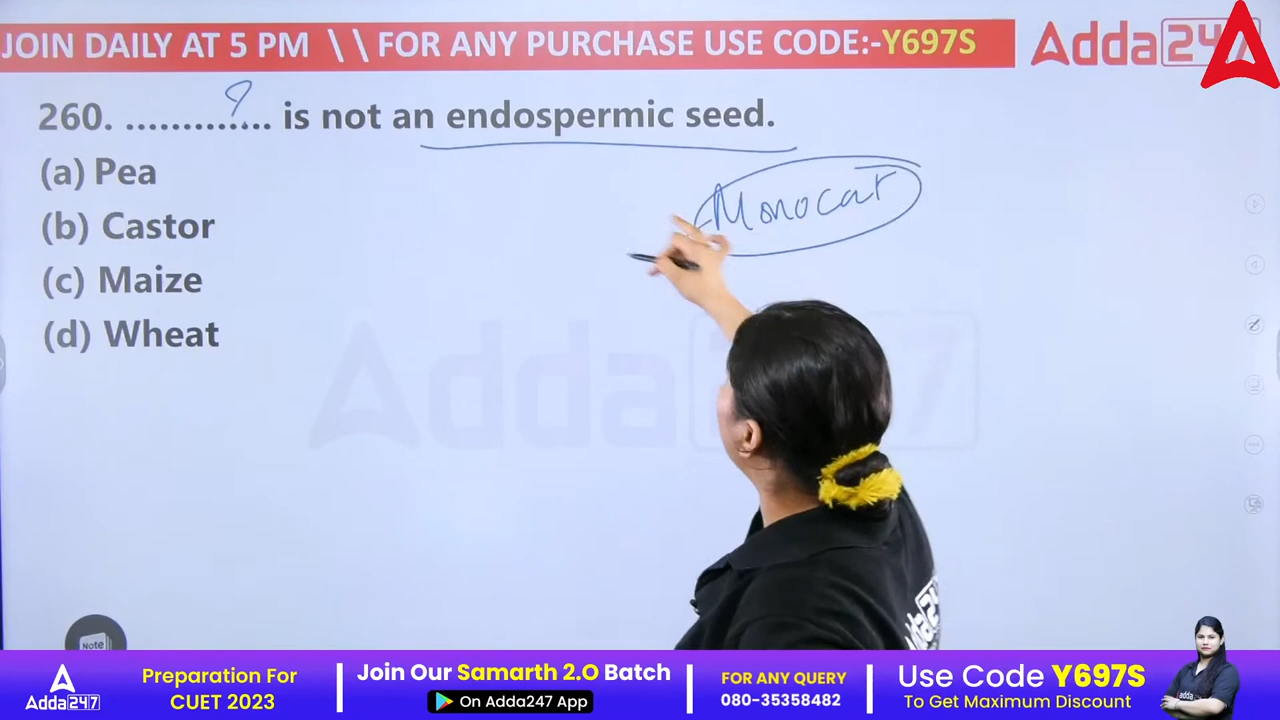 JOIN DAILY AT 5 PM \\ FOR ANY PURCHASE USE CODE:-Y697S
Adda247
260. ............. is not an endospermic seed.
?
(a) Pea
(b) Castor
(c) Maize
(d) Wheat
Monocat
Adda247
Adda24
Note
Adda247
Preparation For
CUET 2023
Join Our Samarth 2.O Batch
On Adda247 App
FOR ANY QUERY
080-35358482
Use Code Y697S
To Get Maximum Discount